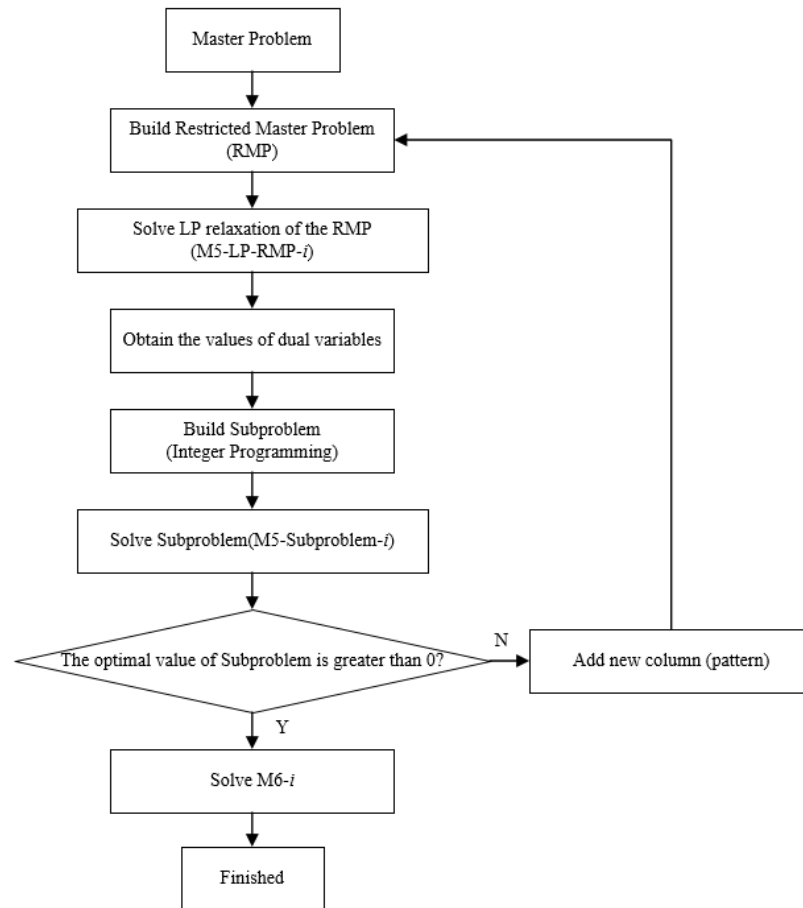 Master Problem
Build Restricted Master Problem
(RMP)
Solve LP relaxation of the RMP
(M5-LP-RMP-i)
Obtain the values of dual variables
Build Subproblem
(Integer Programming)
Solve Subproblem(M5-Subproblem-i)
The optimal value of Subproblem is greater than 0?
N
Add new column (pattern)
Y
Solve M6-i
Finished